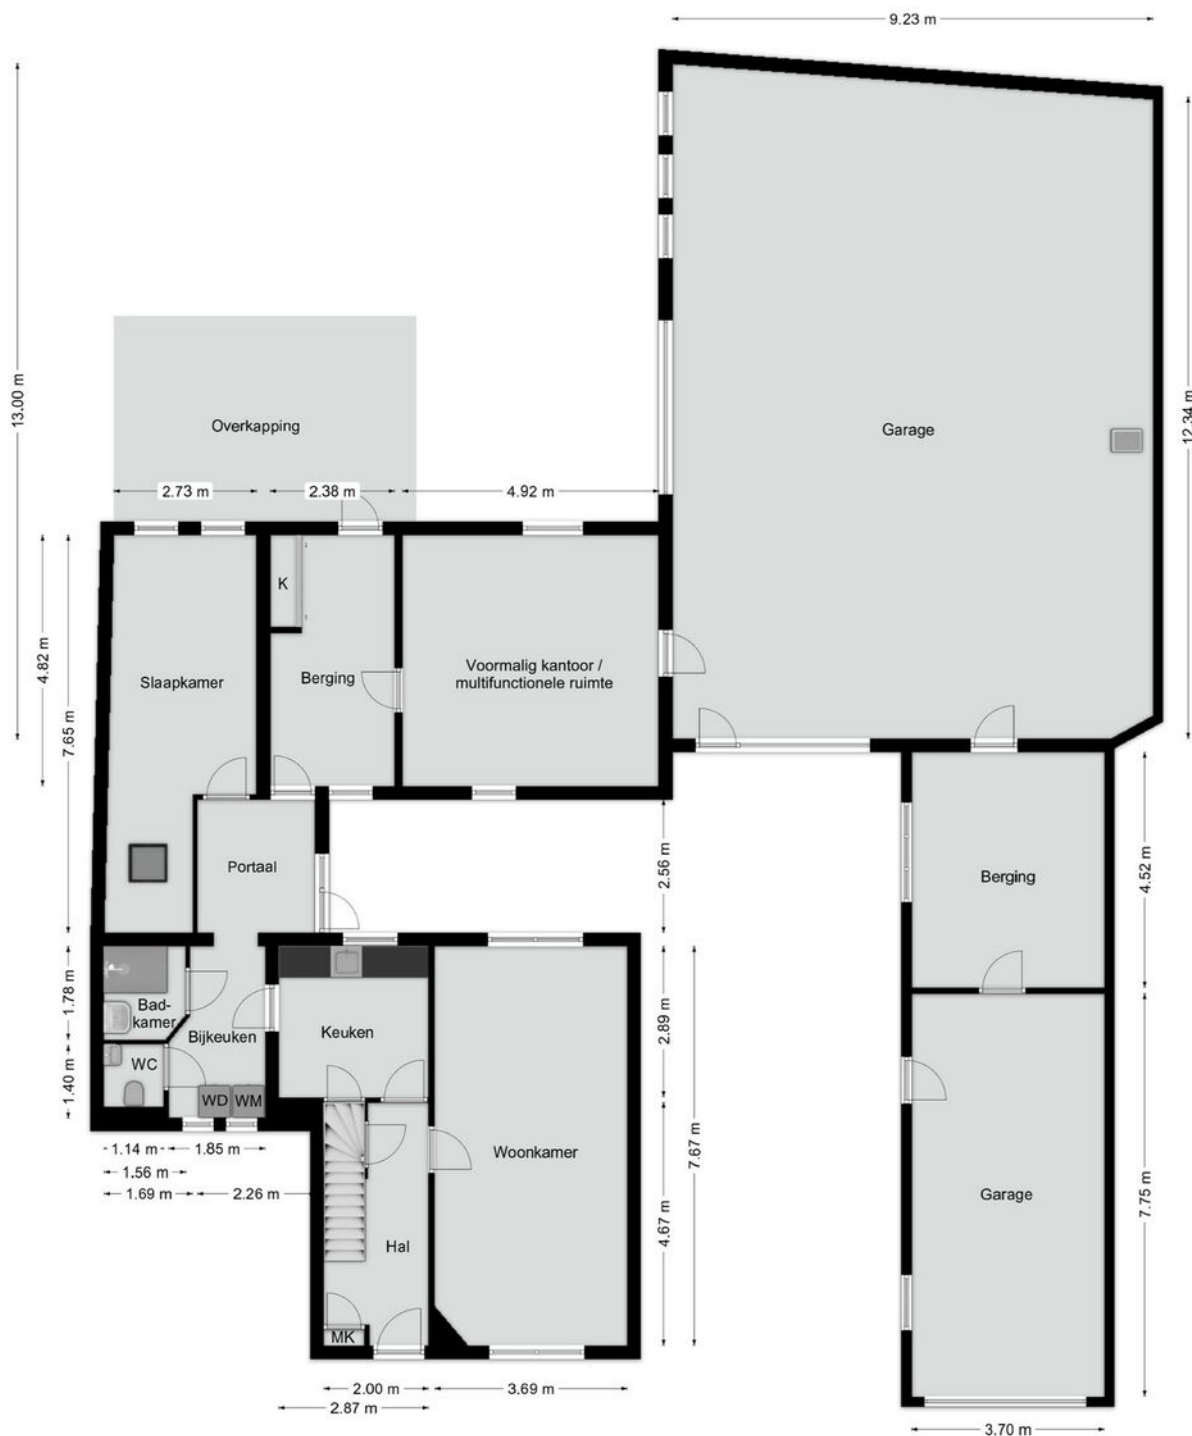 9.23 m
13.00 m
12.34 m
Overkapping
Garage
2.73 m
2.38 m
4.92 m
K
4.82 m
7.65 m
Slaapkamer
Berging
Voormalig kantoor /
multifunctionele ruimte
Portaal
2.56 m
Berging
4.52 m
1.78 m
Bad-
kamer
Bijkeuken
Keuken
2.89 m
WC
1.40 m
WD
WM
1.14 m
1.85 m
Woonkamer
7.67 m
1.56 m
1.69 m
2.26 m
Garage
7.75 m
4.67 m
Hal
MK
2.00 m
3.69 m
2.87 m
3.70 m